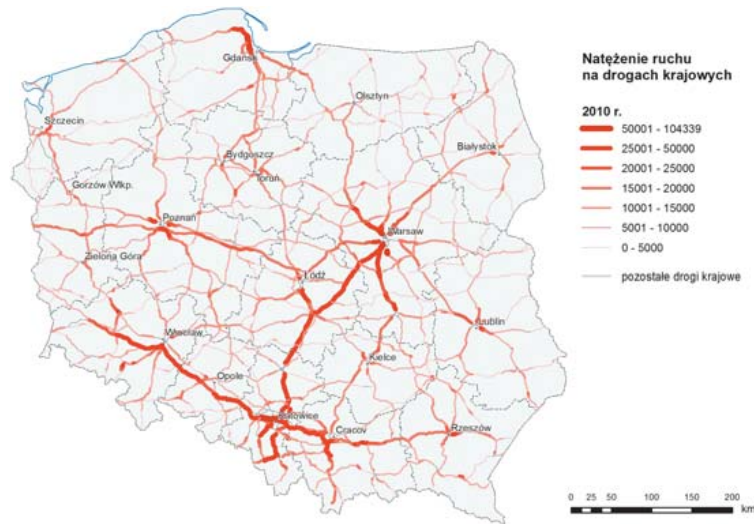 Gdańsk
Olsztyn
Szczecin
Białystok
Bydgoszcz
Toruń
Gorzów Wlkp.
Poznań
Warsaw
Zielona Góra
Łódź
Lublin
Wrocław
Kielce
Opole
Katowice
Cracov
Rzeszów
Natężenie ruchu
na drogach krajowych
2010 r.
50001 - 104339
25001 - 50000
20001 - 25000
15001 - 20000
10001 - 15000
5001 - 10000
0 - 5000
pozostałe drogi krajowe
0 25 50 100 150 200
km